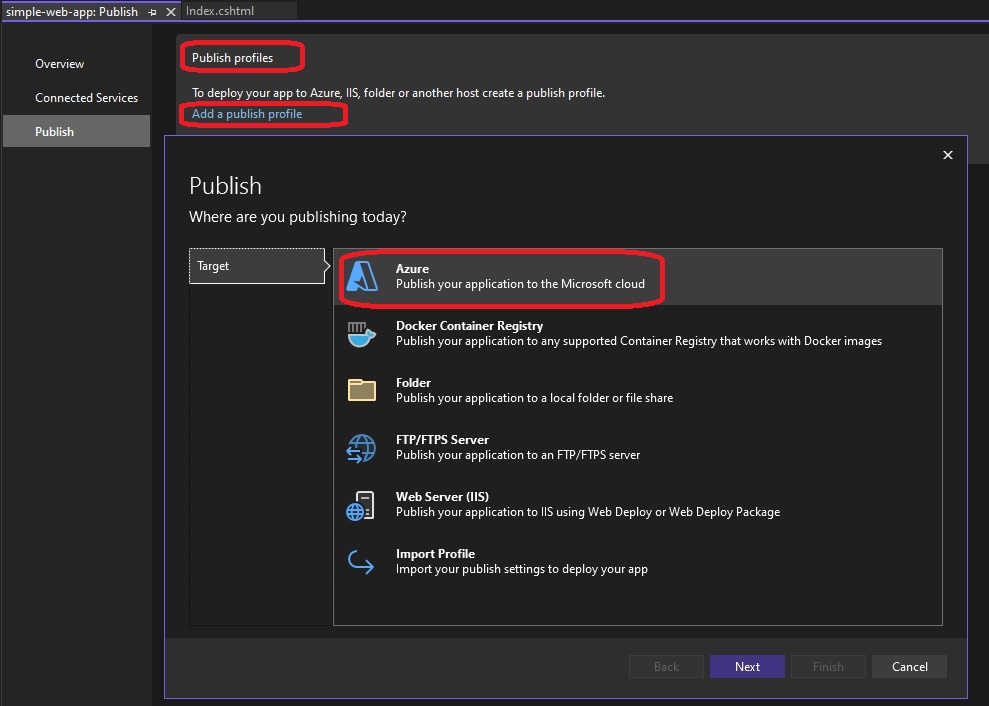 simple-web-app: Publish
Index.cshtml
Overview
Connected Services
Publish
Publish profiles
To deploy your app to Azure, IIS, folder or another host create a publish profile.
Add a publish profile
Publish
Where are you publishing today?
Target
Azure
Publish your application to the Microsoft cloud
Docker Container Registry
Publish your application to any supported Container Registry that works with Docker images
Folder
Publish your application to a local folder or file share
FTP/FTPS Server
Publish your application to an FTP/FTPS server
Web Server (IIS)
Publish your application to IIS using Web Deploy or Web Deploy Package
Import Profile
Import your publish settings to deploy your app
Back
Next
Finish
Cancel